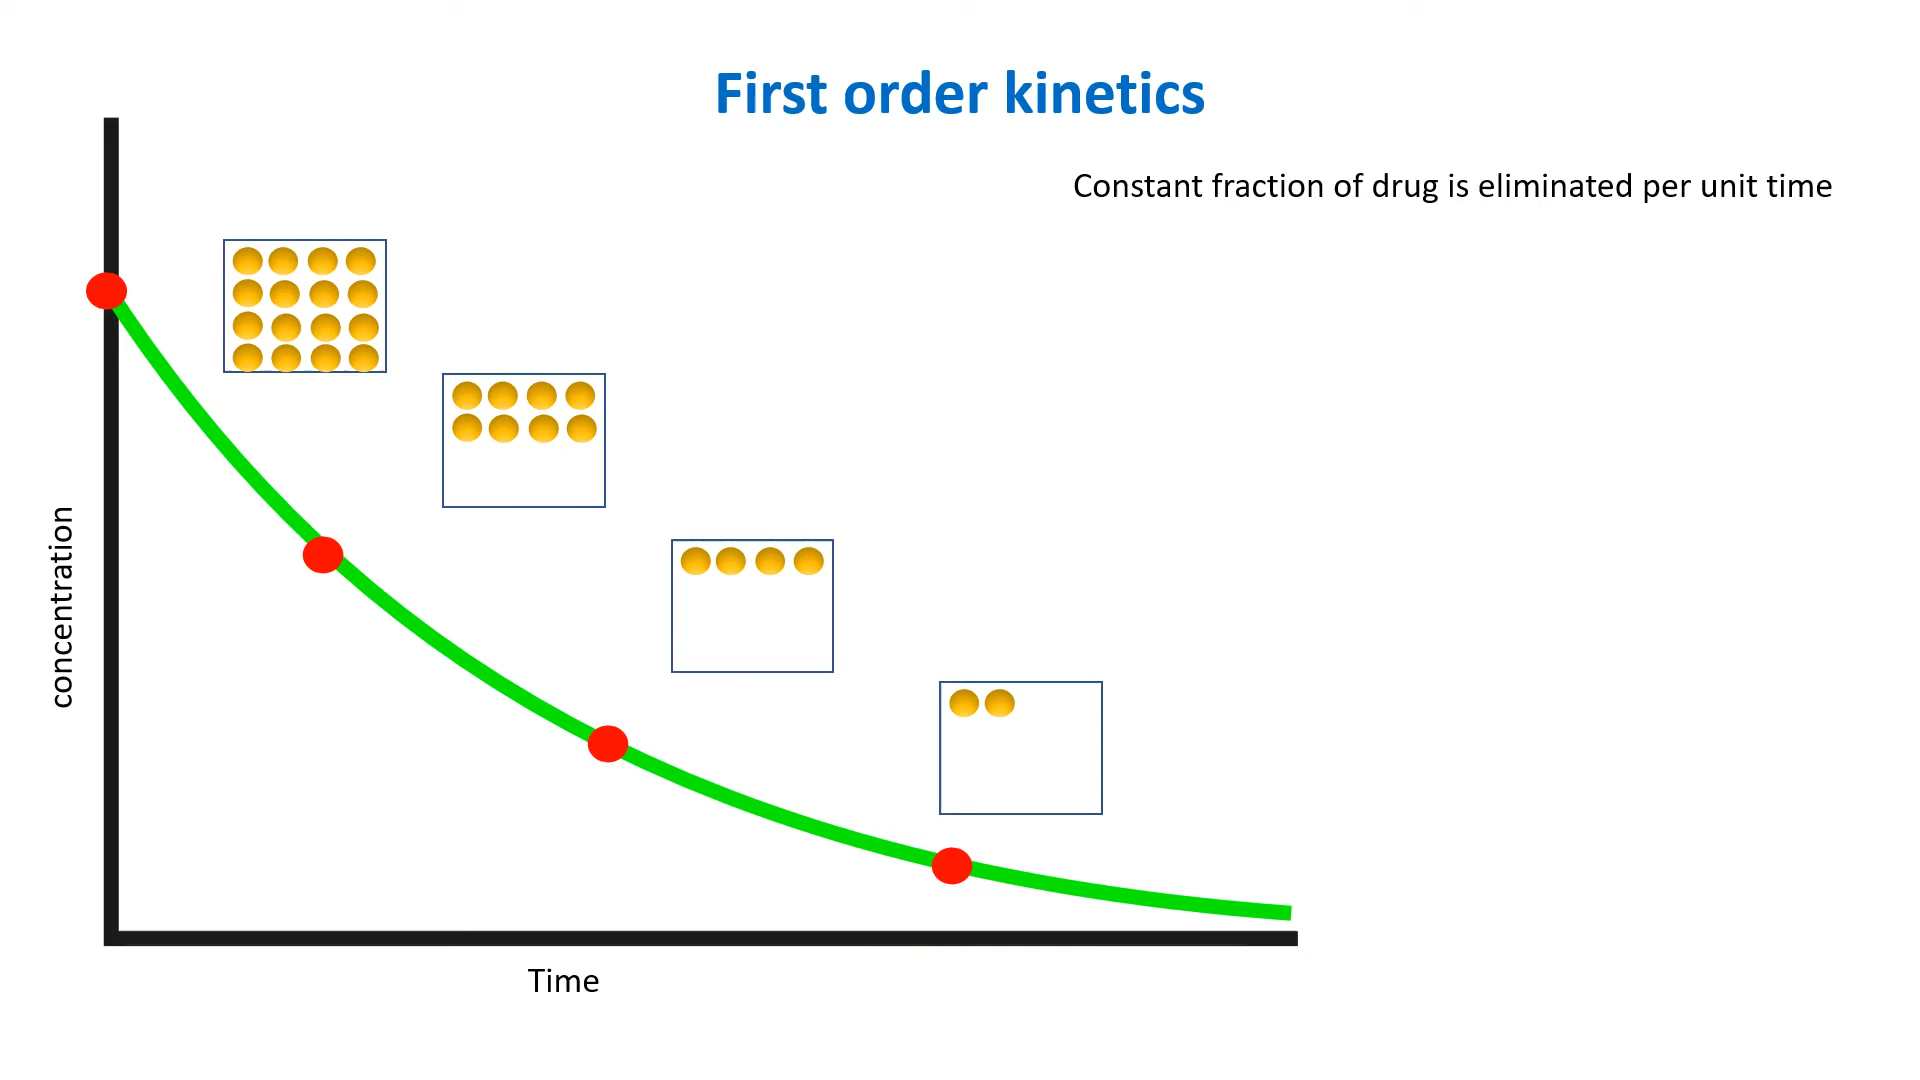 First order kinetics
Constant fraction of drug is eliminated per unit time
concentration
Time